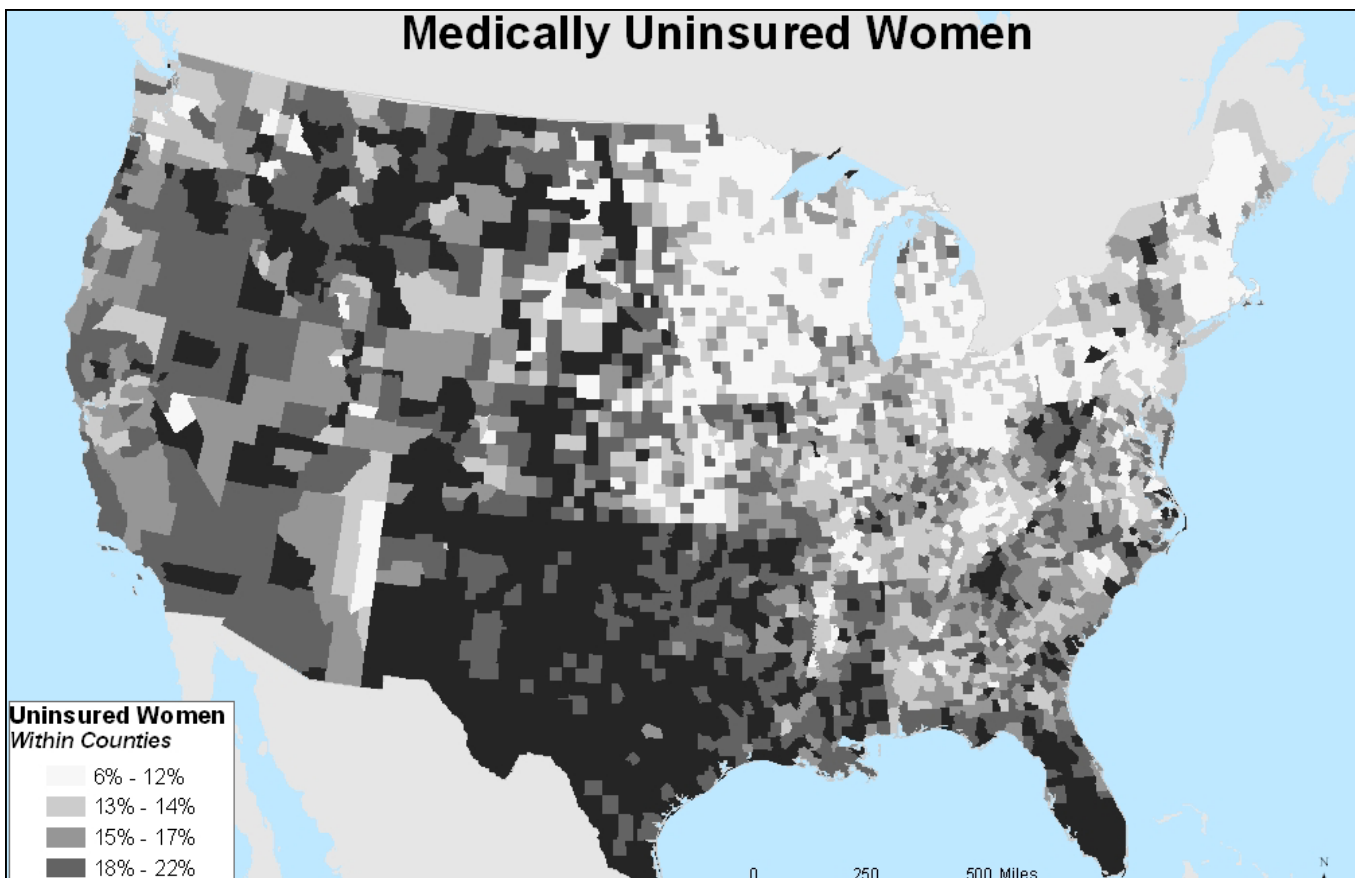 Medically Uninsured Women
Uninsured Women
Within Counties
6% - 12%
13% - 14%
15% - 17%
18% - 22%
0 250 500 Miles
N